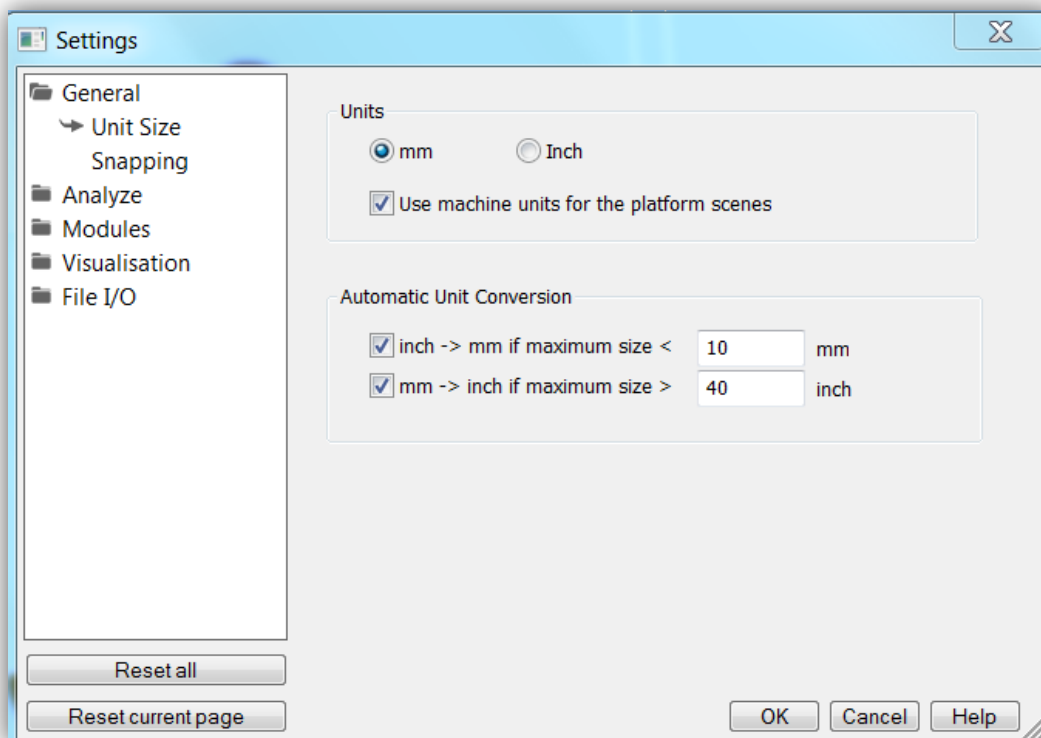 Settings
General
Unit Size
Snapping
Analyze
Modules
Visualisation
File I/O
Reset all
Reset current page
Units
mm Inch
Use machine units for the platform scenes
Automatic Unit Conversion
inch -> mm if maximum size < 10 mm
mm -> inch if maximum size > 40 inch
OK Cancel Help